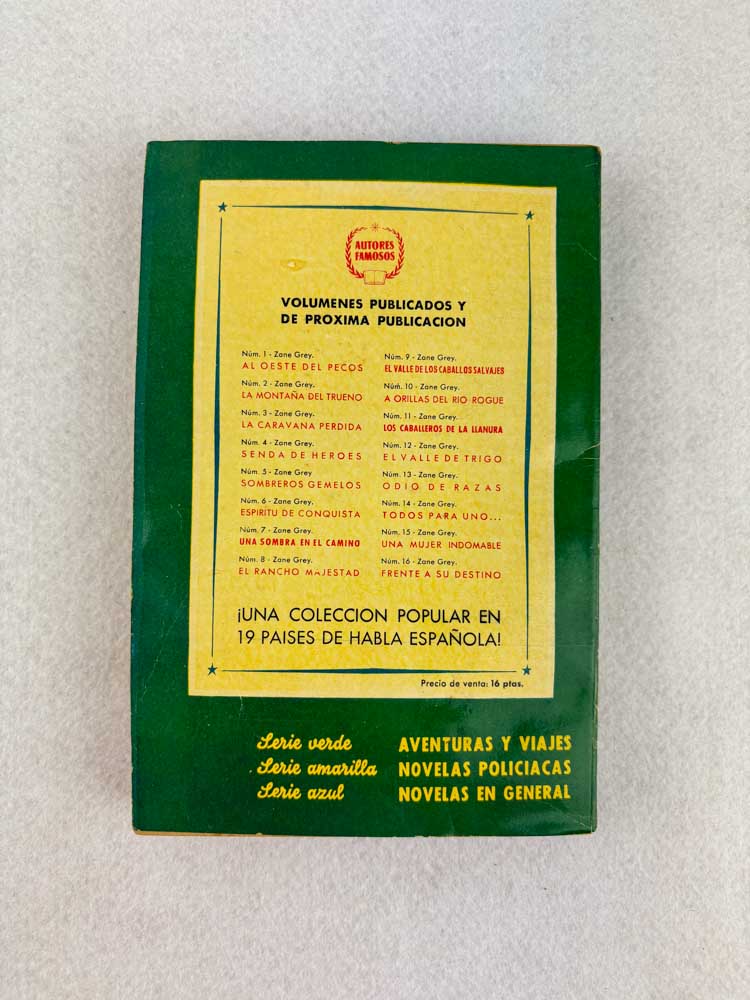 AUTORES
FAMOSOS
VOLUMENES PUBLICADOS Y
DE PROXIMA PUBLICACION
Núm. 1 - Zane Grey.
AL OESTE DEL PECOS
Núm. 2 - Zane Grey.
LA MONTAÑA DEL TRUENO
Núm. 3 - Zane Grey.
LA CARAVANA PERDIDA
Núm. 4 - Zane Grey.
SENDA DE HEROES
Núm. 5 - Zane Grey
SOMBREROS GEMELOS
Núm. 6 - Zane Grey.
ESPIRITU DE CONQUISTA
Núm. 7 - Zane Grey.
UNA SOMBRA EN EL CAMINO
Núm. 8 - Zane Grey.
EL RANCHO MAJESTAD
Núm. 9 - Zane Grey.
EL VALLE DE LOS CABALLOS SALVAJES
Núm. 10 - Zane Grey.
A ORILLAS DEL RIO ROGUE
Núm. 11 - Zane Grey.
LOS CABALLEROS DE LA LLANURA
Núm. 12 - Zane Grey.
EL VALLE DE TRIGO
Núm. 13 - Zane Grey.
ODIO DE RAZAS
Núm. 14 - Zane Grey.
TODOS PARA UNO...
Núm. 15 - Zane Grey.
UNA MUJER INDOMABLE
Núm. 16 - Zane Grey.
FRENTE A SU DESTINO
¡UNA COLECCION POPULAR EN
19 PAISES DE HABLA ESPAÑOLA!
Precio de venta: 16 ptas.
Serie verde AVENTURAS Y VIAJES
Serie amarilla NOVELAS POLICIACAS
Serie azul NOVELAS EN GENERAL